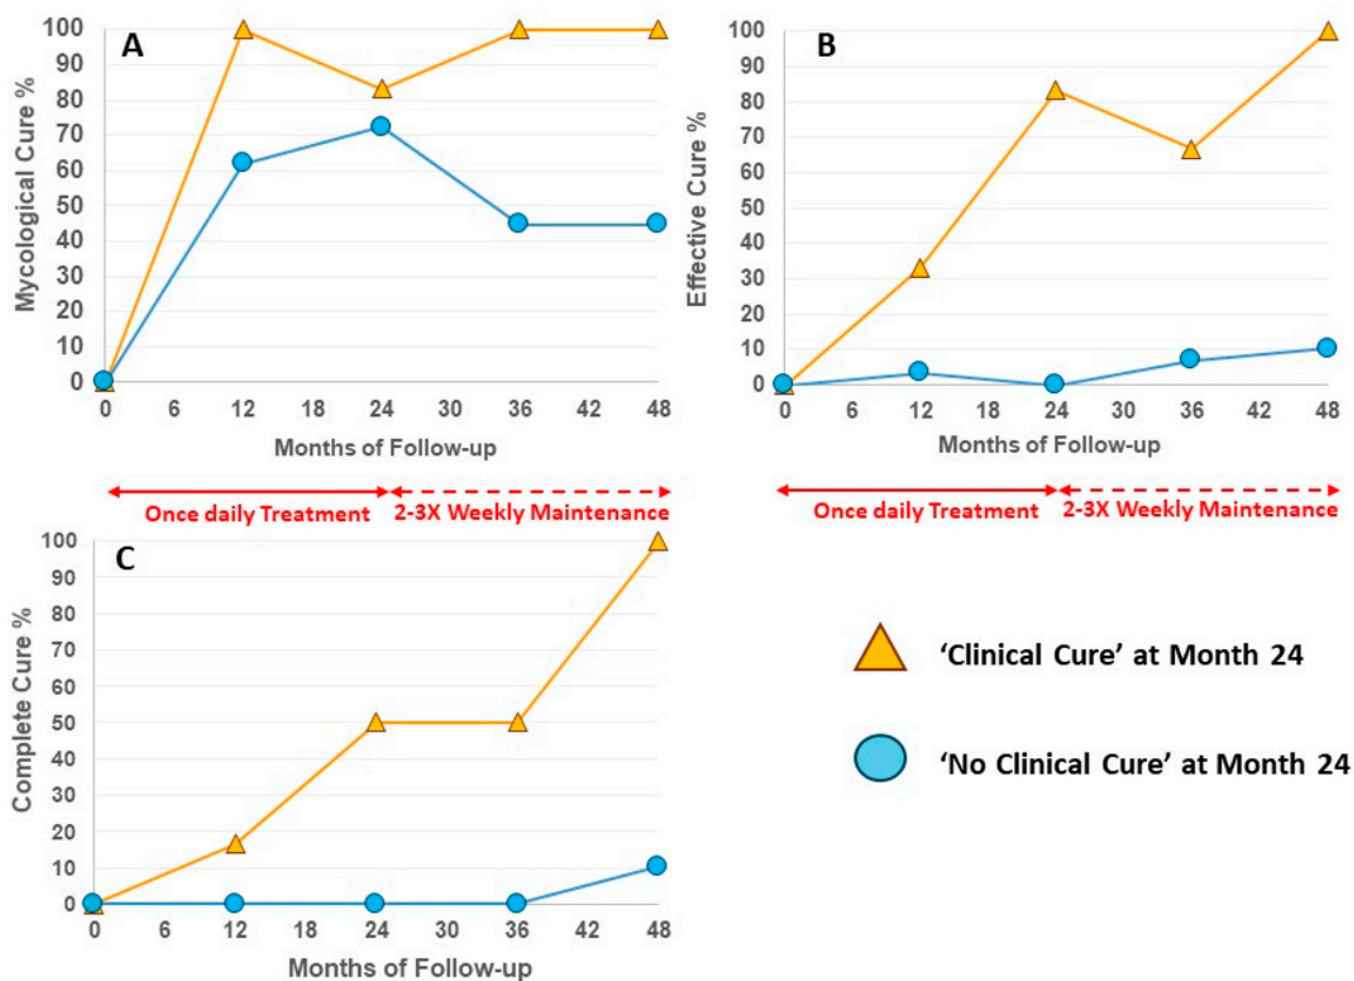 A
Mycological Cure %
100
90
80
70
60
50
40
30
20
10
0
0 6 12 18 24 30 36 42 48
Months of Follow-up
Once daily Treatment 2-3X Weekly Maintenance
B
Effective Cure %
100
90
80
70
60
50
40
30
20
10
0
0 6 12 18 24 30 36 42 48
Months of Follow-up
Once daily Treatment 2-3X Weekly Maintenance
C
Complete Cure %
100
90
80
70
60
50
40
30
20
10
0
0 6 12 18 24 30 36 42 48
Months of Follow-up
‘Clinical Cure’ at Month 24
‘No Clinical Cure’ at Month 24